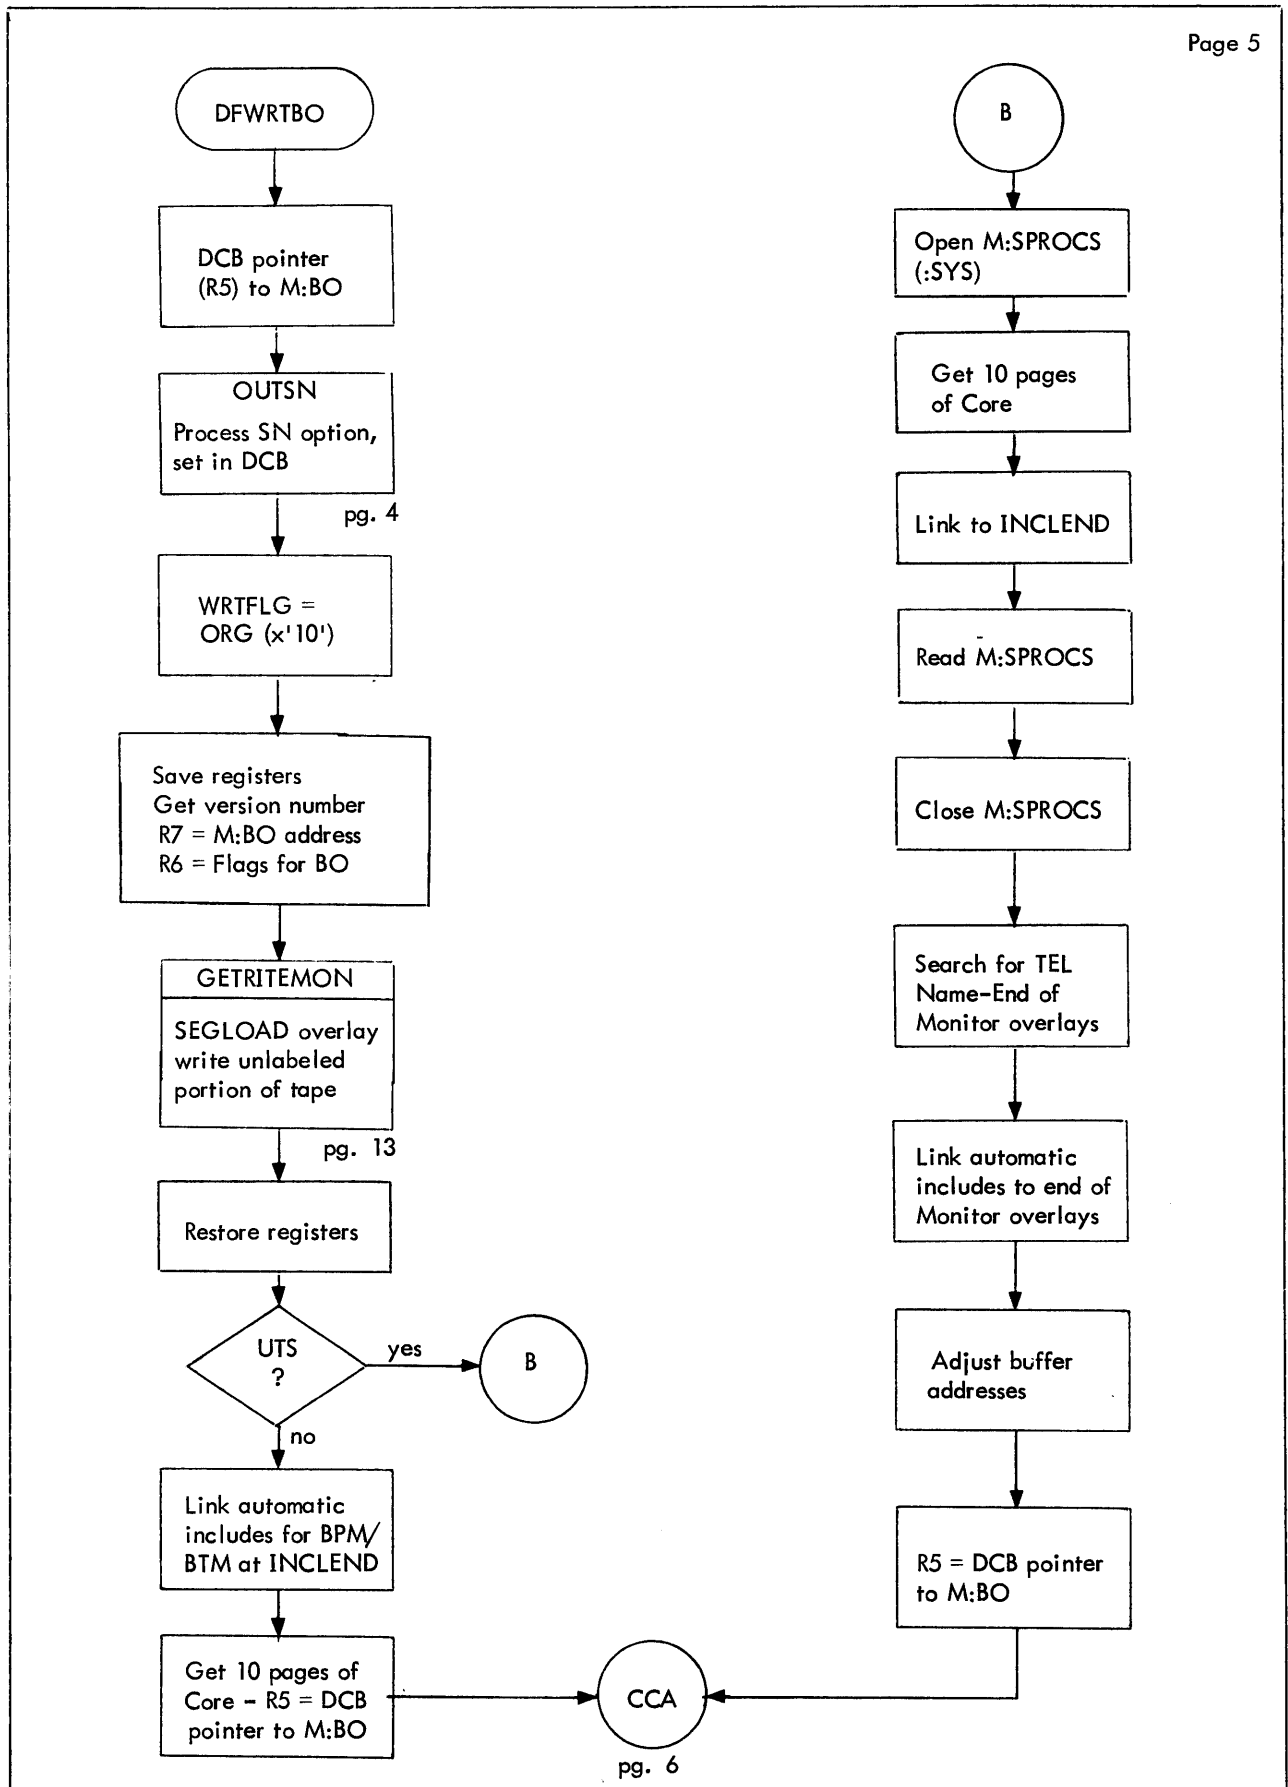 Page 5
DFWRTBO
DCB pointer
(R5) to M:BO
OUTSN
Process SN option,
set in DCB
pg. 4
WRTFLG =
ORG (x'10')
Save registers
Get version number
R7 = M:BO address
R6 = Flags for BO
GETRITEMON
SEGLOAD overlay
write unlabeled
portion of tape
pg. 13
Restore registers
UTS
?
yes
B
no
Link automatic
includes for BPM/
BTM at INCLEND
Get 10 pages of
Core - R5 = DCB
pointer to M:BO
CCA
pg. 6
B
Open M:SPROCS
(:SYS)
Get 10 pages
of Core
Link to INCLEND
Read M:SPROCS
Close M:SPROCS
Search for TEL
Name-End of
Monitor overlays
Link automatic
includes to end of
Monitor overlays
Adjust buffer
addresses
R5 = DCB pointer
to M:BO